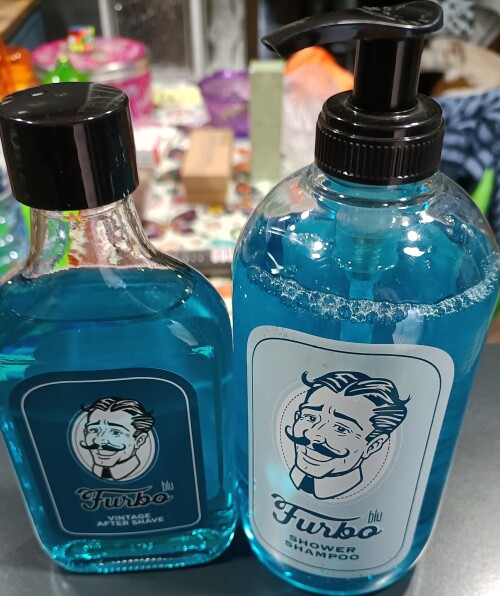 Furbo
blu
VINTAGE
AFTER SHAVE
Furbo
blu
SHOWER
SHAMPOO